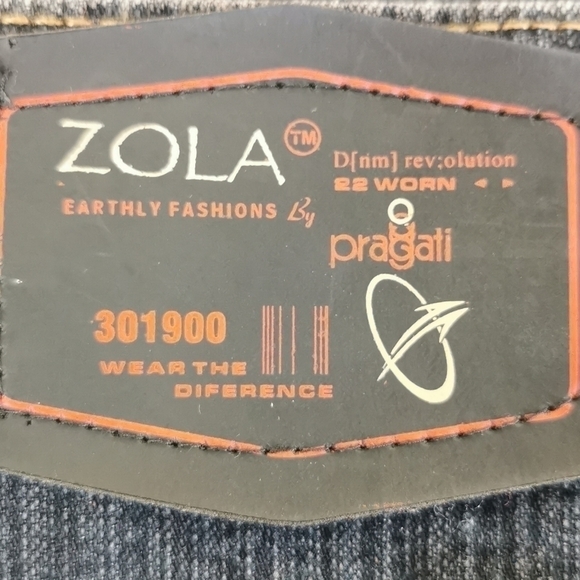 ZOLA TM
D[nm] rev;olution
22 WORN
EARTHLY FASHIONS By
pragati
301900
WEAR THE
DIFERENCE